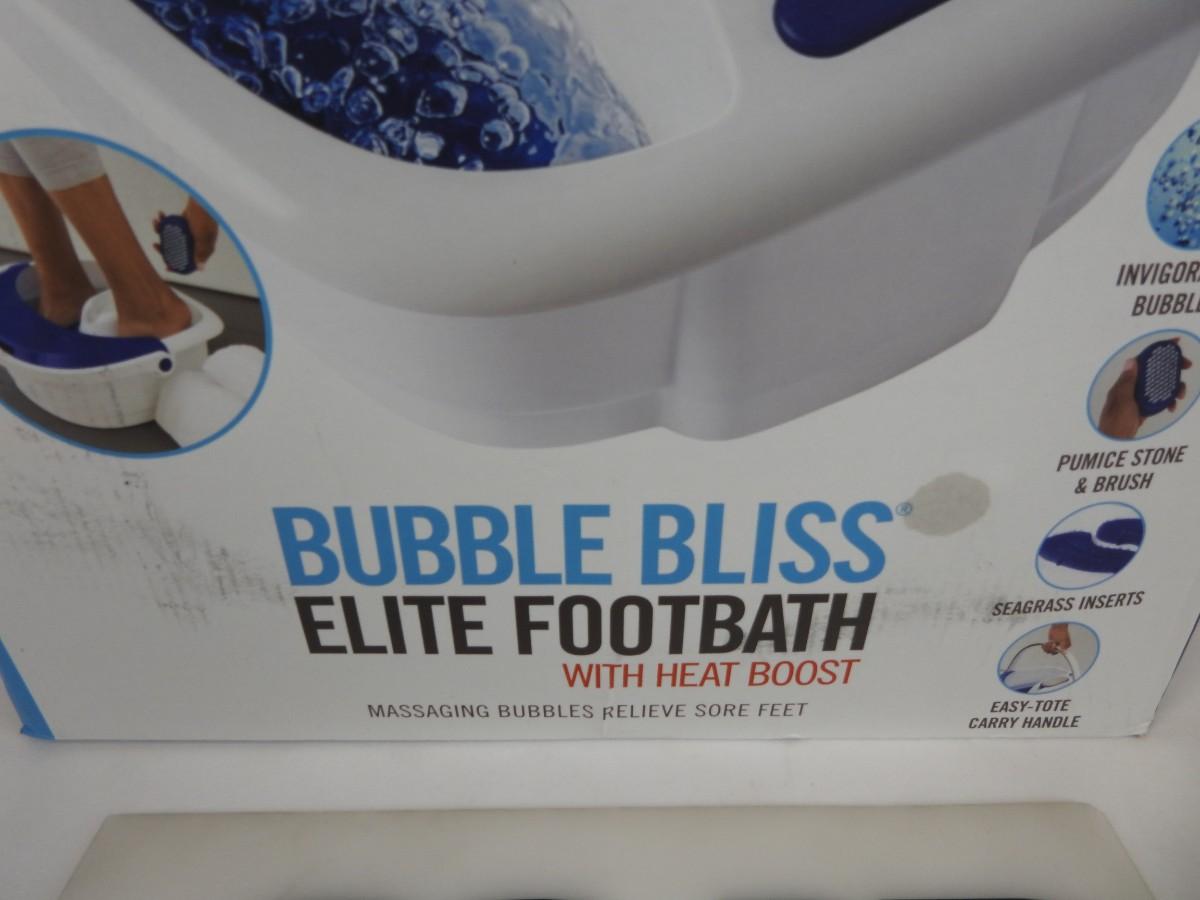 BUBBLE BLISS®
ELITE FOOTBATH
WITH HEAT BOOST
MASSAGING BUBBLES RELIEVE SORE FEET
PUMICE STONE
& BRUSH
SEAGRASS INSERTS
EASY-TOTE
CARRY HANDLE